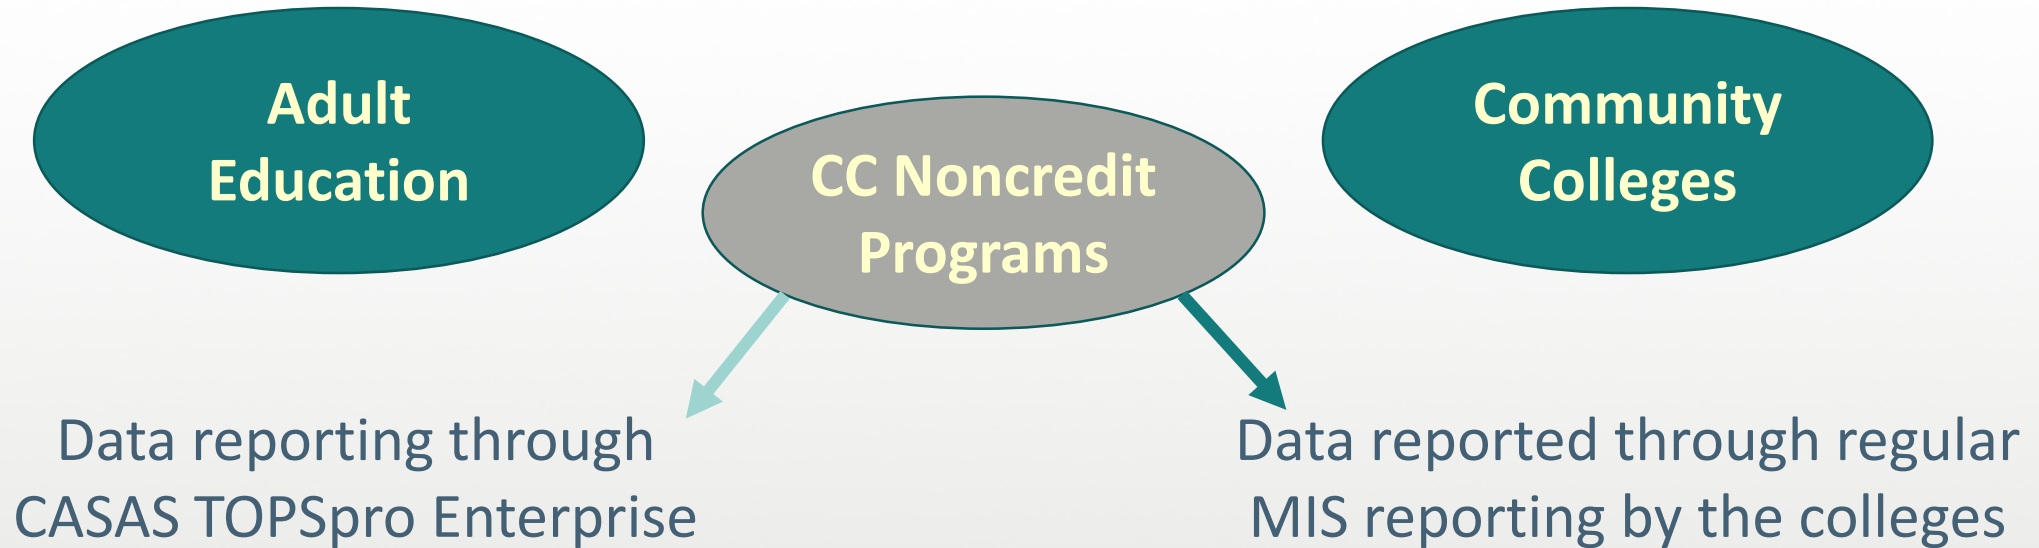 Adult
Education
CC Noncredit
Programs
Community
Colleges
Data reporting through
CASAS TOPSpro Enterprise
Data reported through regular
MIS reporting by the colleges